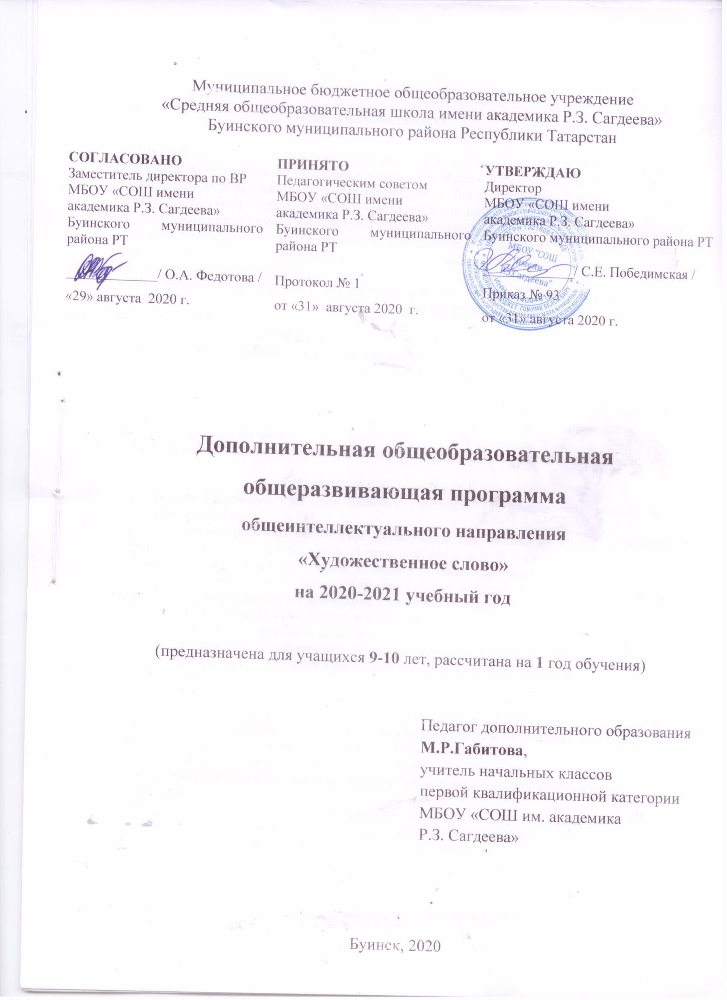 Муниципальное бюджетное общеобразовательное учреждение
«Средняя общеобразовательная школа имени академика Р.З. Сагдеева»
Буинского муниципального района Республики Татарстан
СОГЛАСОВАНО
Заместитель директора по ВР
МБОУ «СОШ имени
академика Р.З. Сагдеева»
Буинского муниципального
района РТ
/ О.А. Федотова /
«29» августа 2020 г.
ПРИНЯТО
Педагогическим советом
МБОУ «СОШ имени
академика Р.З. Сагдеева»
Буинского муниципального
района РТ
Протокол № 1
от «31» августа 2020 г.
УТВЕРЖДАЮ
Директор
МБОУ «СОШ имени
академика Р.З. Сагдеева»
Буинского муниципального района РТ
/ С.Е. Победимская /
Приказ № 93
от «31» августа 2020 г.
МБОУ "СОШ
имени
Р.З.Сагдеева"
Дополнительная общеобразовательная
общеразвивающая программа
общеинтеллектуального направления
«Художественное слово»
на 2020-2021 учебный год
(предназначена для учащихся 9-10 лет, рассчитана на 1 год обучения)
Педагог дополнительного образования
М.Р.Габитова,
учитель начальных классов
первой квалификационной категории
МБОУ «СОШ им. академика
Р.З. Сагдеева»
Буинск, 2020